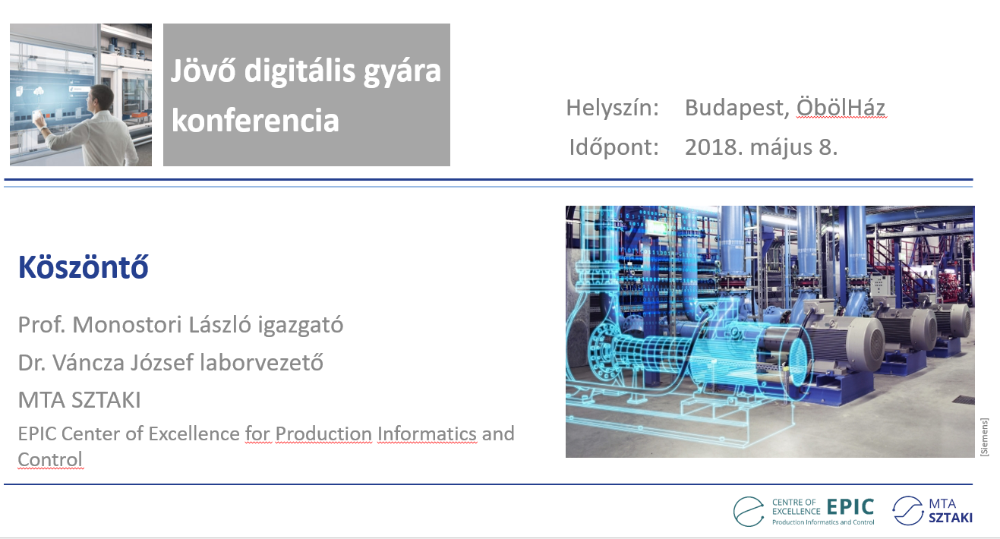 Jövő digitális gyára
konferencia
Helyszín: Budapest, ÖbölHáz
Időpont: 2018. május 8.
Köszöntő
Prof. Monostori László igazgató
Dr. Váncza József laborvezető
MTA SZTAKI
EPIC Center of Excellence for Production Informatics and
Control
[Siemens]
CENTRE OF
EXCELLENCE EPIC
Production Informatics and Control
MTA
SZTAKI